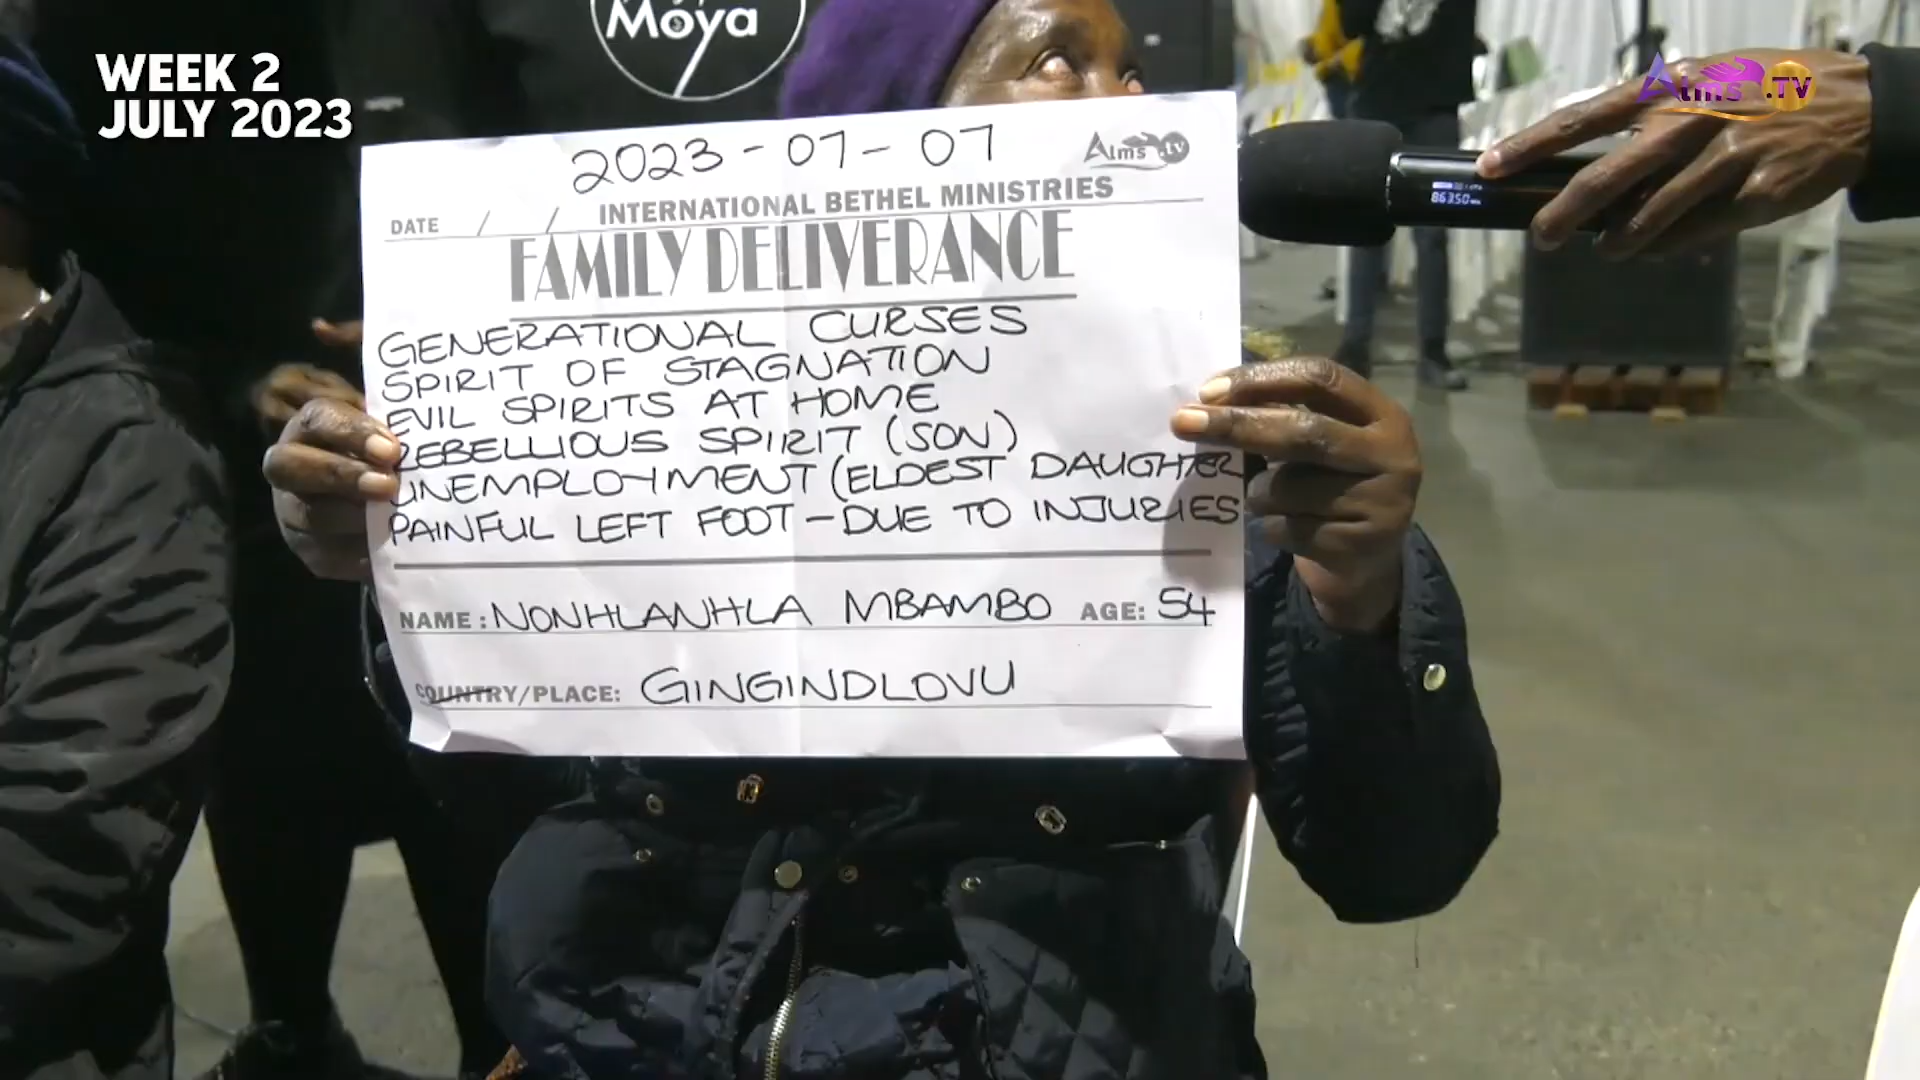 WEEK 2
JULY 2023
Moya
Alms.TV
2023-07-07
Alms.tv
DATE / / INTERNATIONAL BETHEL MINISTRIES
FAMILY DELIVERANCE
GENERATIONAL CURSES
SPIRIT OF STAGNATION
EVIL SPIRITS AT HOME
REBELLIOUS SPIRIT (SON)
UNEMPLOYMENT (ELDEST DAUGHTER
PAINFUL LEFT FOOT - DUE TO INJURIES
NAME: NONHLANHLA MBAMBO AGE: 54
COUNTRY/PLACE: GINGINDLOVU
863.50